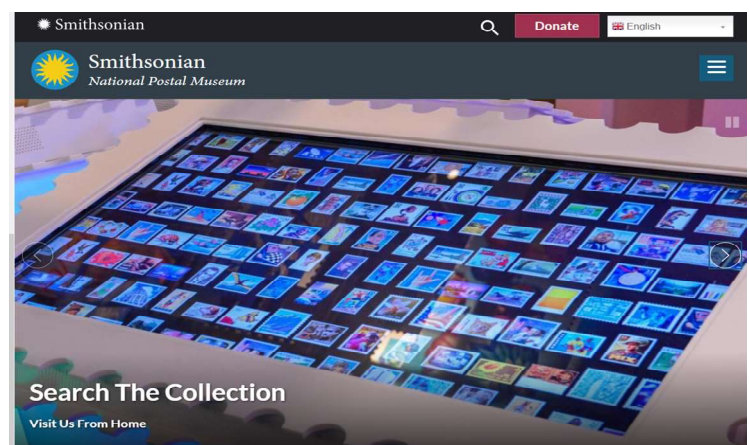 Smithsonian
Donate
English
Smithsonian
National Postal Museum
Search The Collection
Visit Us From Home